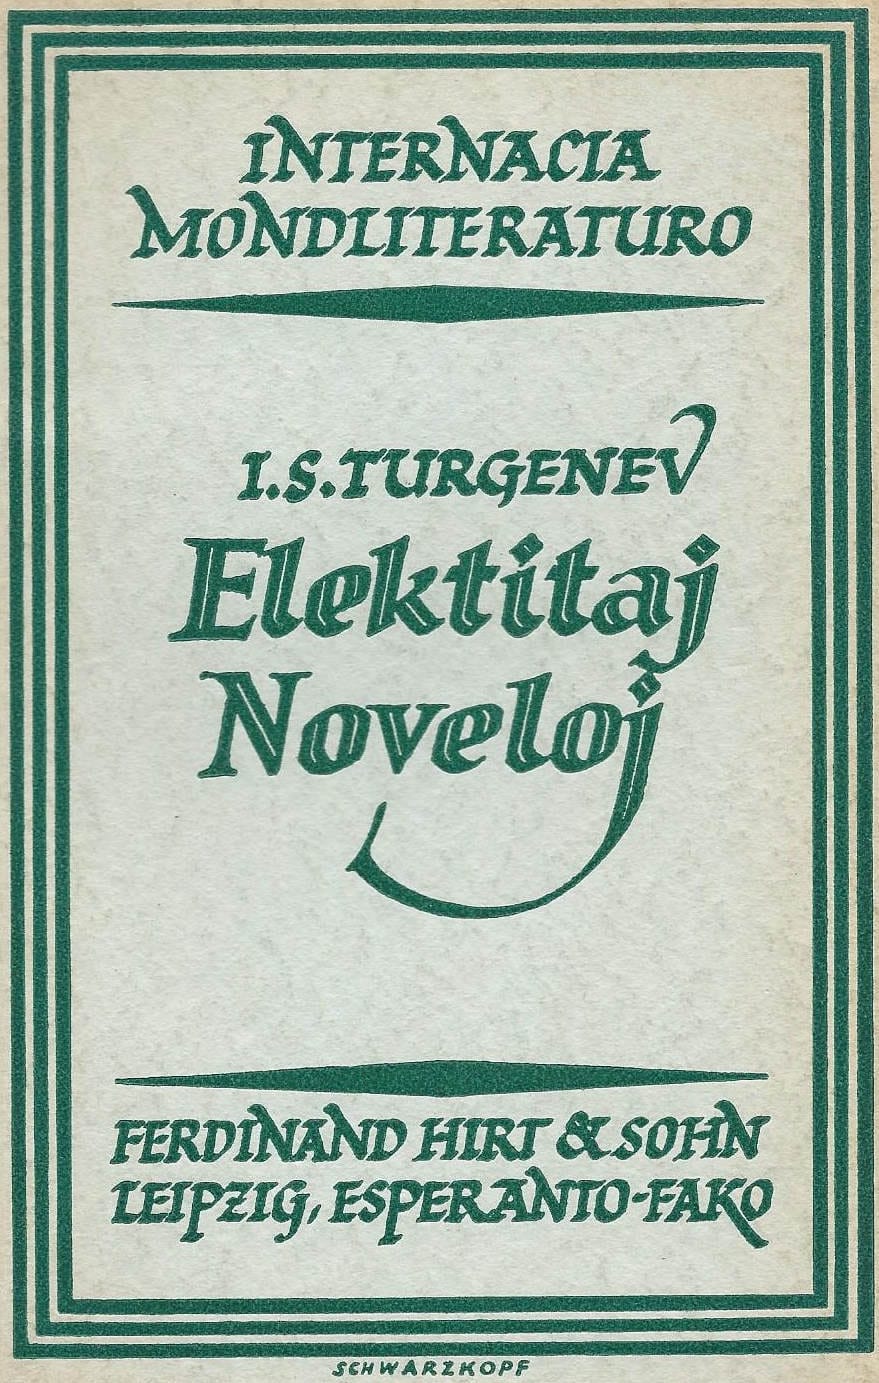 INTERNACIA
MONDLITERATURO
I.S.TURGENEV
Elektitaj
Noveloj
FERDINAND HIRT & SOHN
LEIPZIG, ESPERANTO-FAKO
SCHWARZKOPF